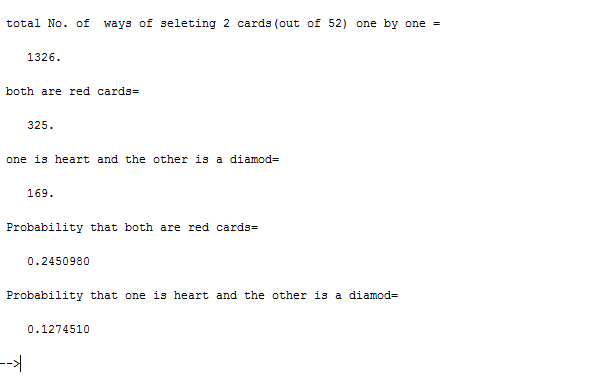 total No. of  ways of seleting 2 cards(out of 52) one by one =
1326.
both are red cards=
325.
one is heart and the other is a diamod=
169.
Probability that both are red cards=
0.2450980
Probability that one is heart and the other is a diamod=
0.1274510
-->